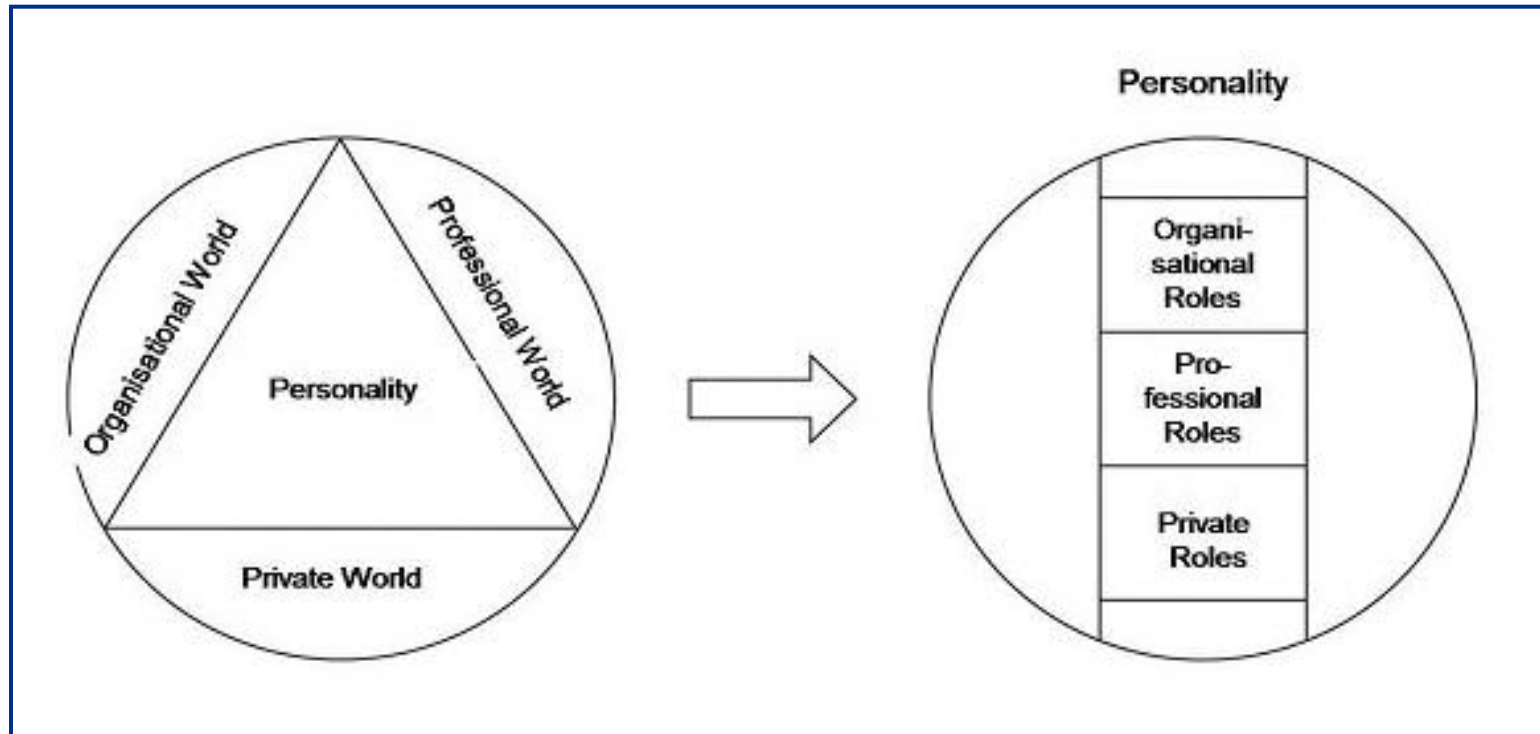 Organisational World
Professional World
Personality
Private World
Personality
Organi-
sational
Roles
Pro-
fessional
Roles
Private
Roles